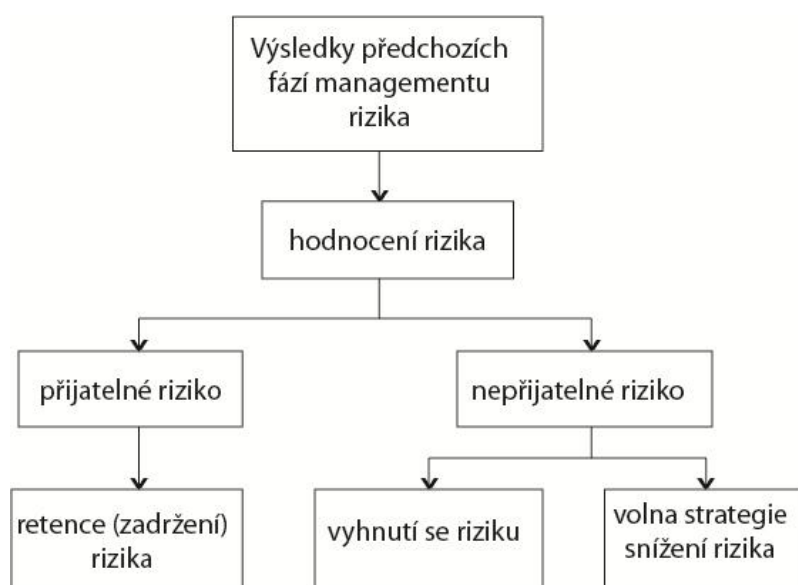 Výsledky předchozích
fází managementu
rizika
hodnocení rizika
přijatelné riziko
nepřijatelné riziko
retence (zadržení)
rizika
vyhnutí se riziku
volna strategie
snížení rizika